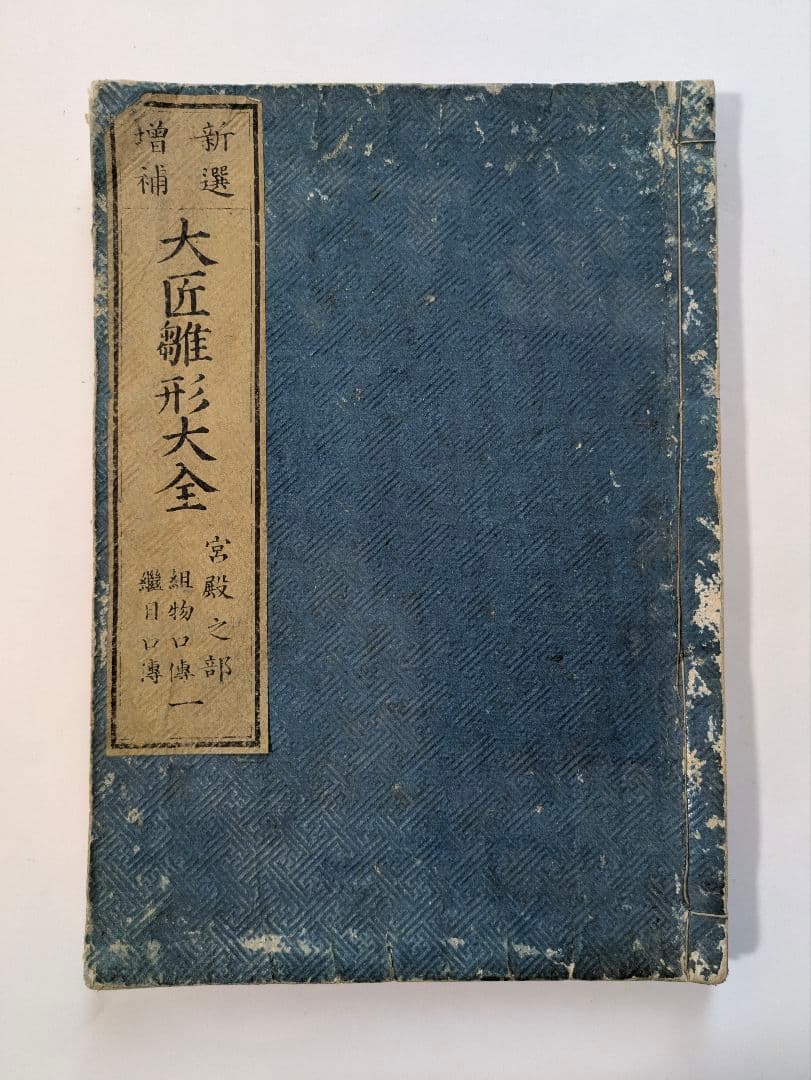 新選
增補
大匠雛形大全
宮殿之部
組物口傳
繼目口傳
一